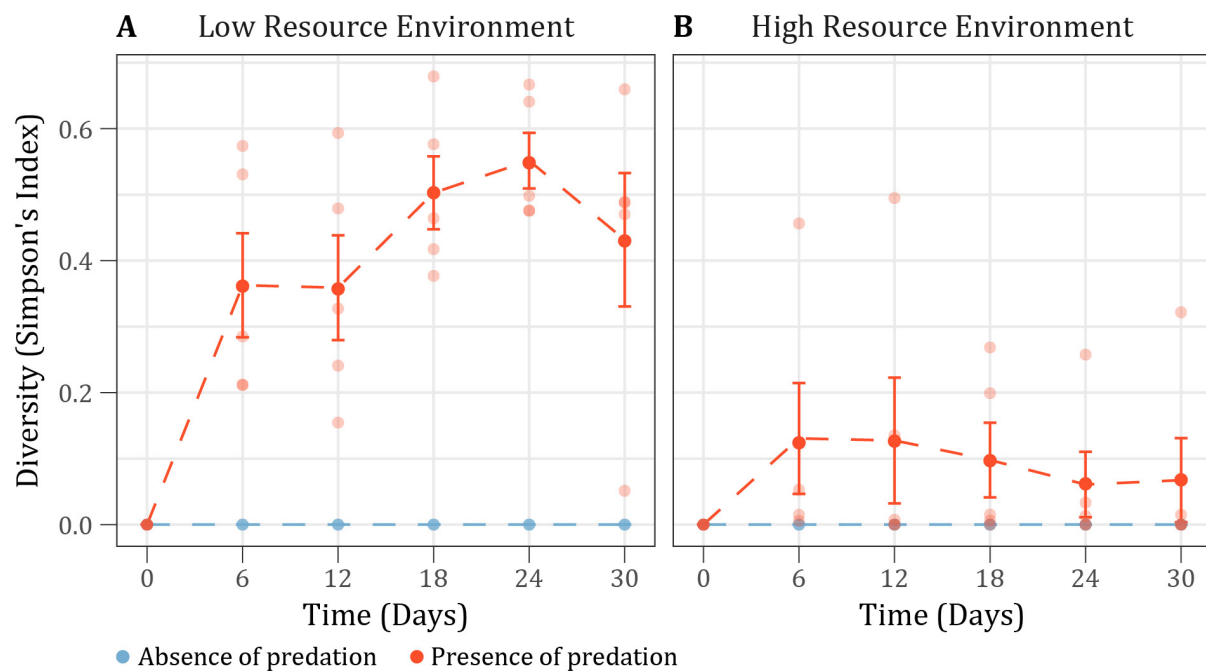 A Low Resource Environment
B High Resource Environment
Diversity (Simpson's Index)
0.6
0.4
0.2
0.0
0 6 12 18 24 30
0 6 12 18 24 30
Time (Days)
Time (Days)
Absence of predation Presence of predation